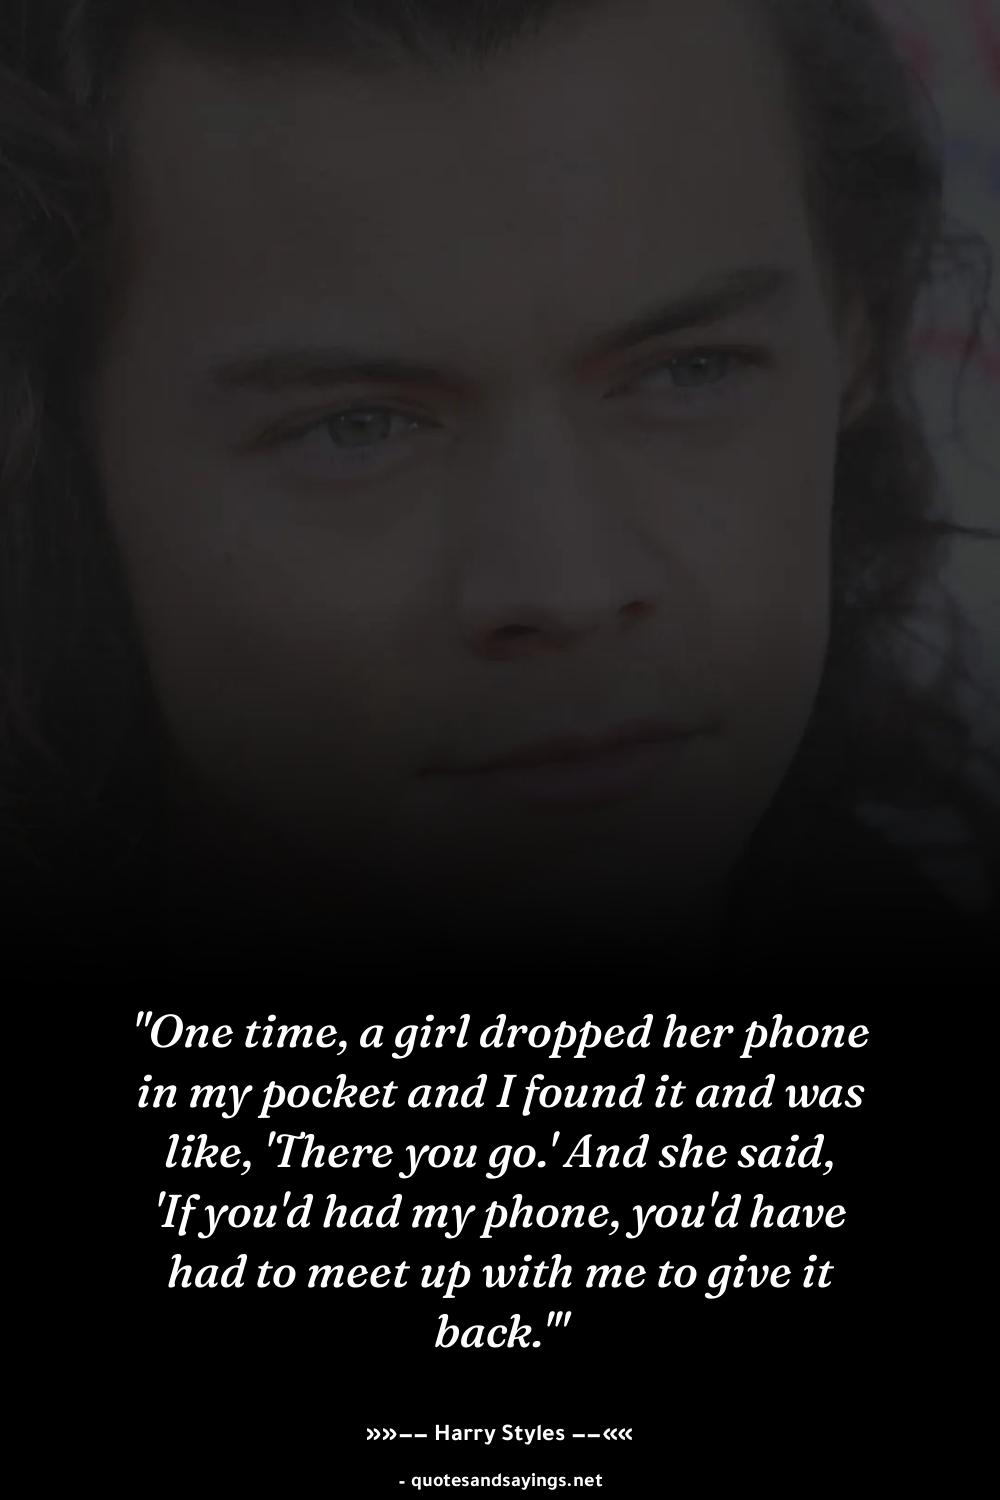 "One time, a girl dropped her phone
in my pocket and I found it and was
like, 'There you go.' And she said,
'If you'd had my phone, you'd have
had to meet up with me to give it
back.'"
»»—— Harry Styles ——««
- quotesandsayings.net